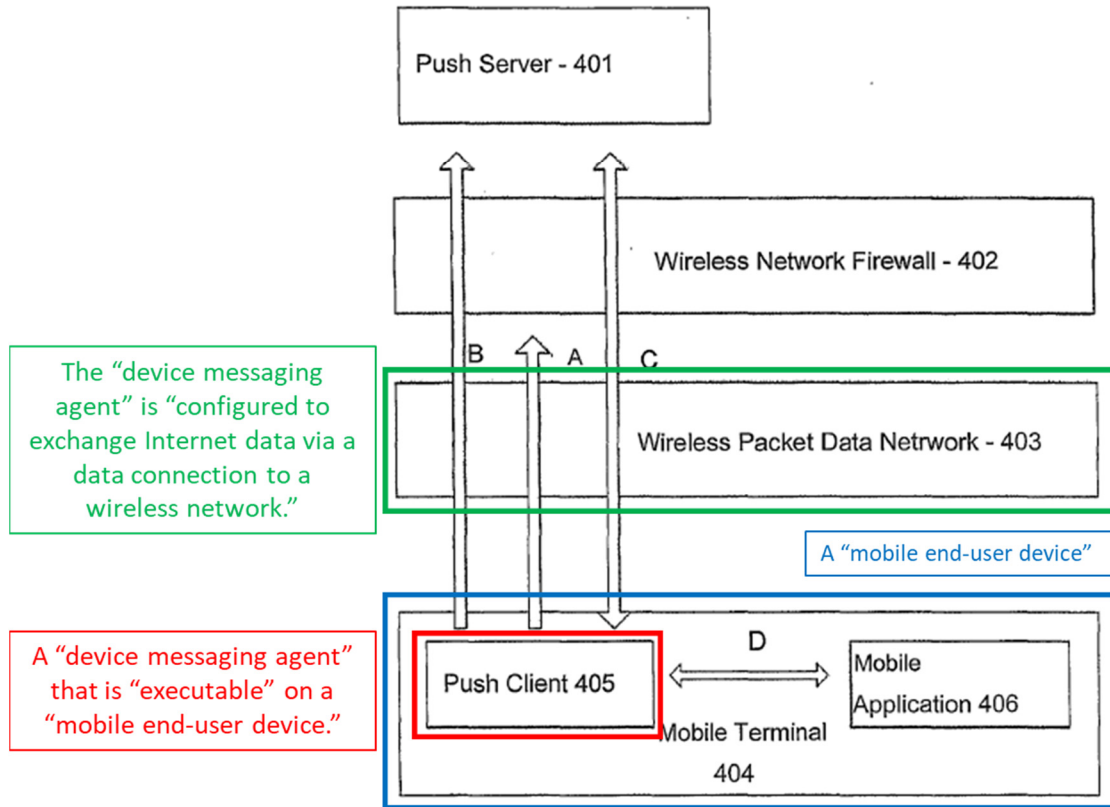 Push Server - 401
Wireless Network Firewall - 402
B
A
C
The “device messaging
agent” is “configured to
exchange Internet data via a
data connection to a
wireless network.”
Wireless Packet Data Netrwork - 403
A “mobile end-user device”
A “device messaging agent”
that is “executable” on a
“mobile end-user device.”
Push Client 405
D
Mobile
Application 406
Mobile Terminal
404